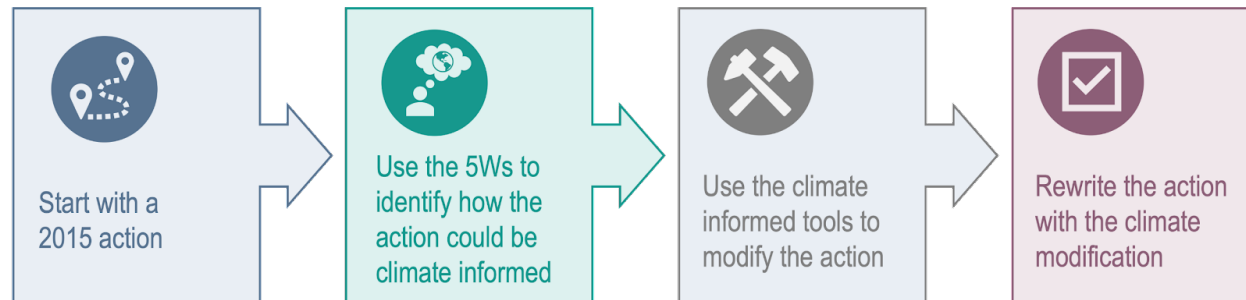 Start with a
2015 action
Use the 5Ws to
identify how the
action could be
climate informed
Use the climate
informed tools to
modify the action
Rewrite the action
with the climate
modification